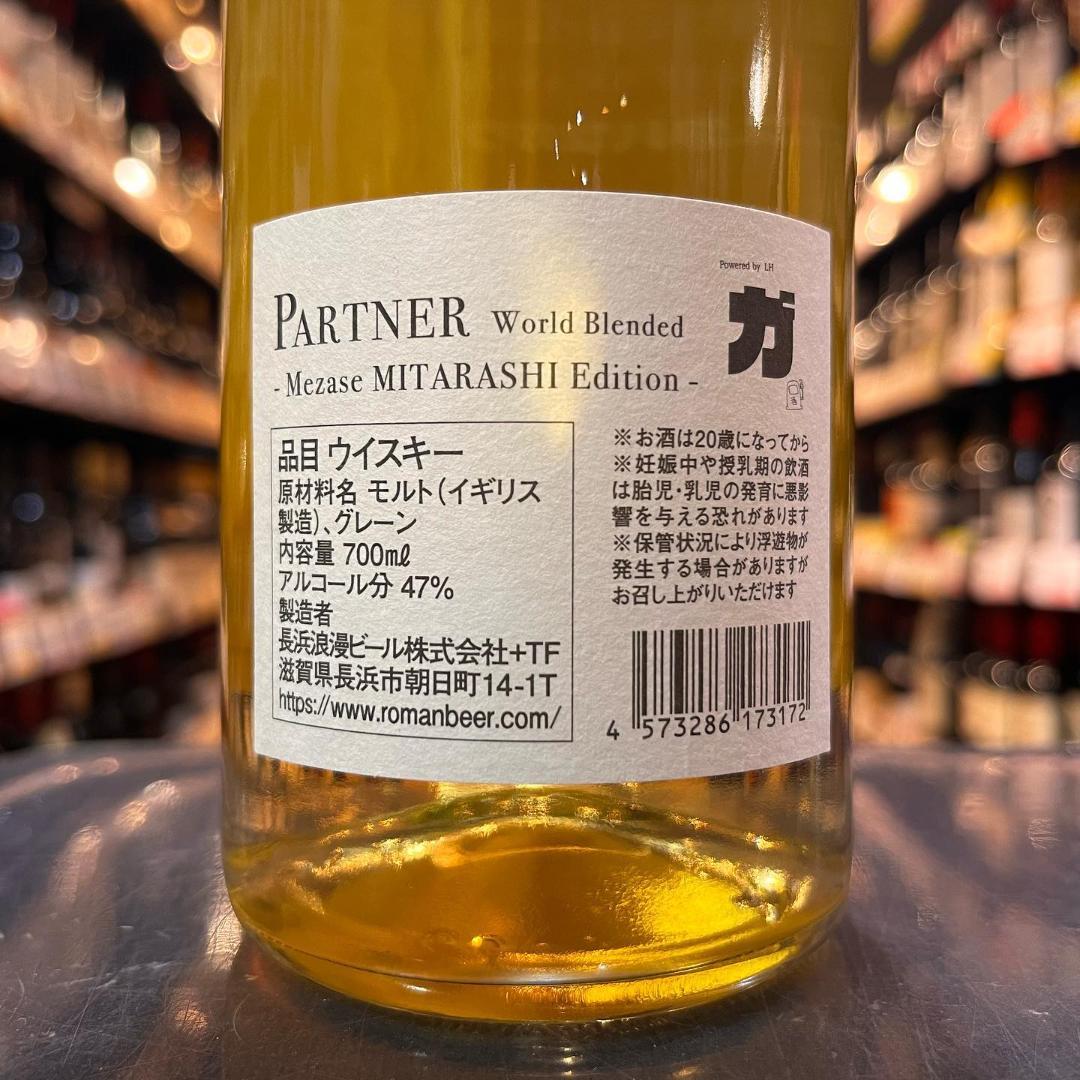 Powered by LH
ガ
PARTNER World Blended
- Mezase MITARASHI Edition -
品目 ウイスキー
原材料名 モルト(イギリス
製造)、グレーン
内容量 700㎖
アルコール分 47%
製造者
長浜浪漫ビール株式会社+TF
滋賀県長浜市朝日町14-1T
https://www.romanbeer.com/
※お酒は20歳になってから
※妊娠中や授乳期の飲酒
は胎児・乳児の発育に悪影
響を与える恐れがあります
※保管状況により浮遊物が
発生する場合がありますが
お召し上がりいただけます
4 573286 173172